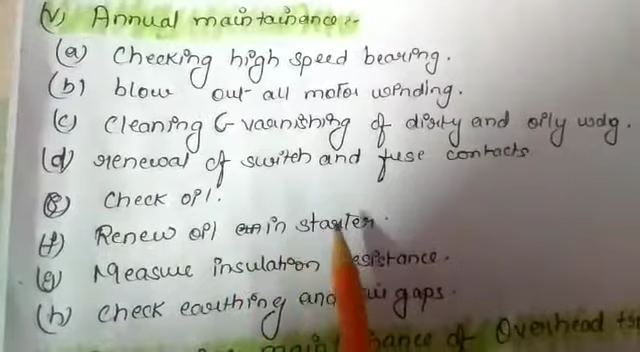 (V) Annual maintainance :-
(a) Checking high speed bearing.
(b) blow out all motor winding.
(c) Cleaning & varnishing of dirty and oily wdg.
(d) renewal of switch and fuse contacts
(e) Check oil.
(f) Renew oil in starter.
(g) Measure insulation resistance.
(h) Check earthing and air gaps.
of Overhead